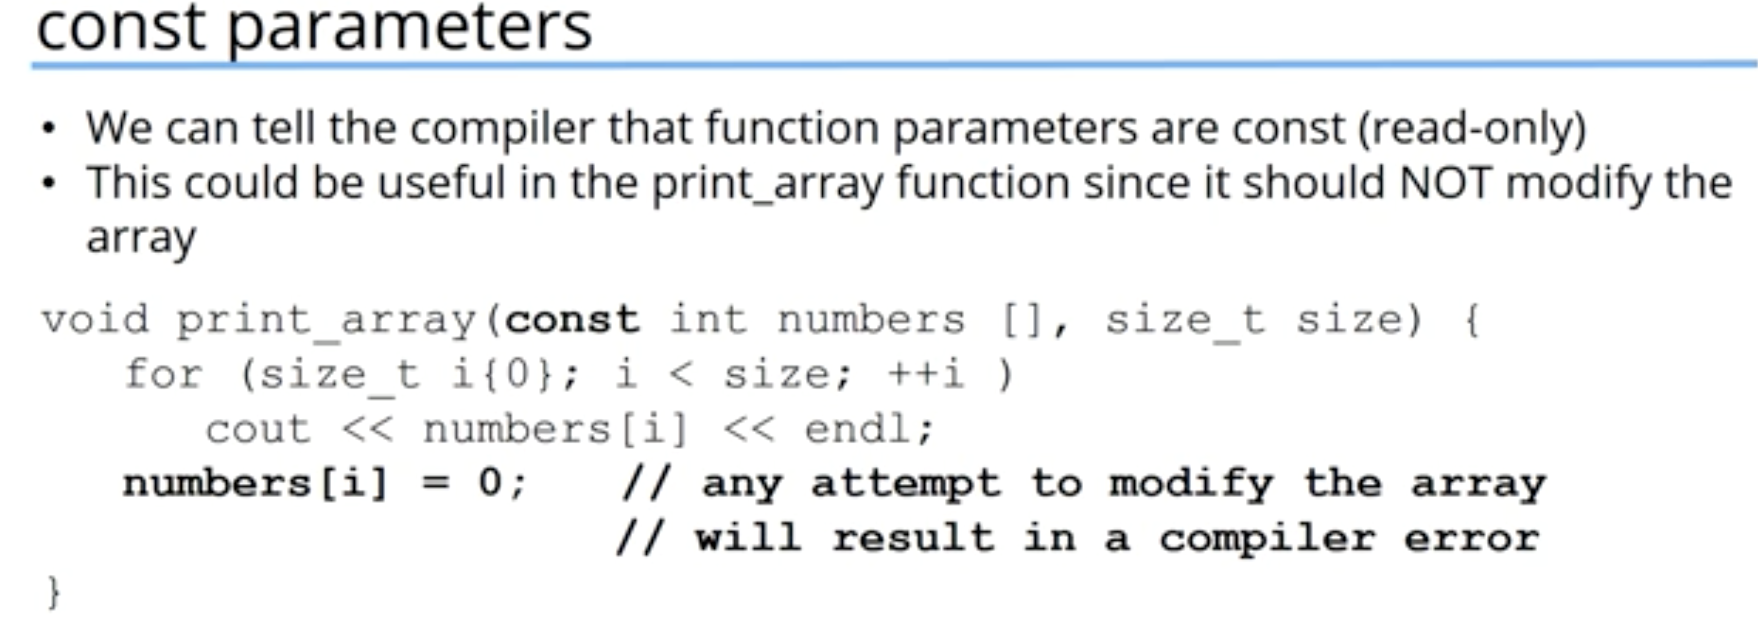 const parameters
• We can tell the compiler that function parameters are const (read-only)
• This could be useful in the print_array function since it should NOT modify the
array
void print_array(const int numbers [], size_t size) {
for (size_t i{0}; i < size; ++i )
cout << numbers[i] << endl;
numbers[i] = 0;   // any attempt to modify the array
// will result in a compiler error
}